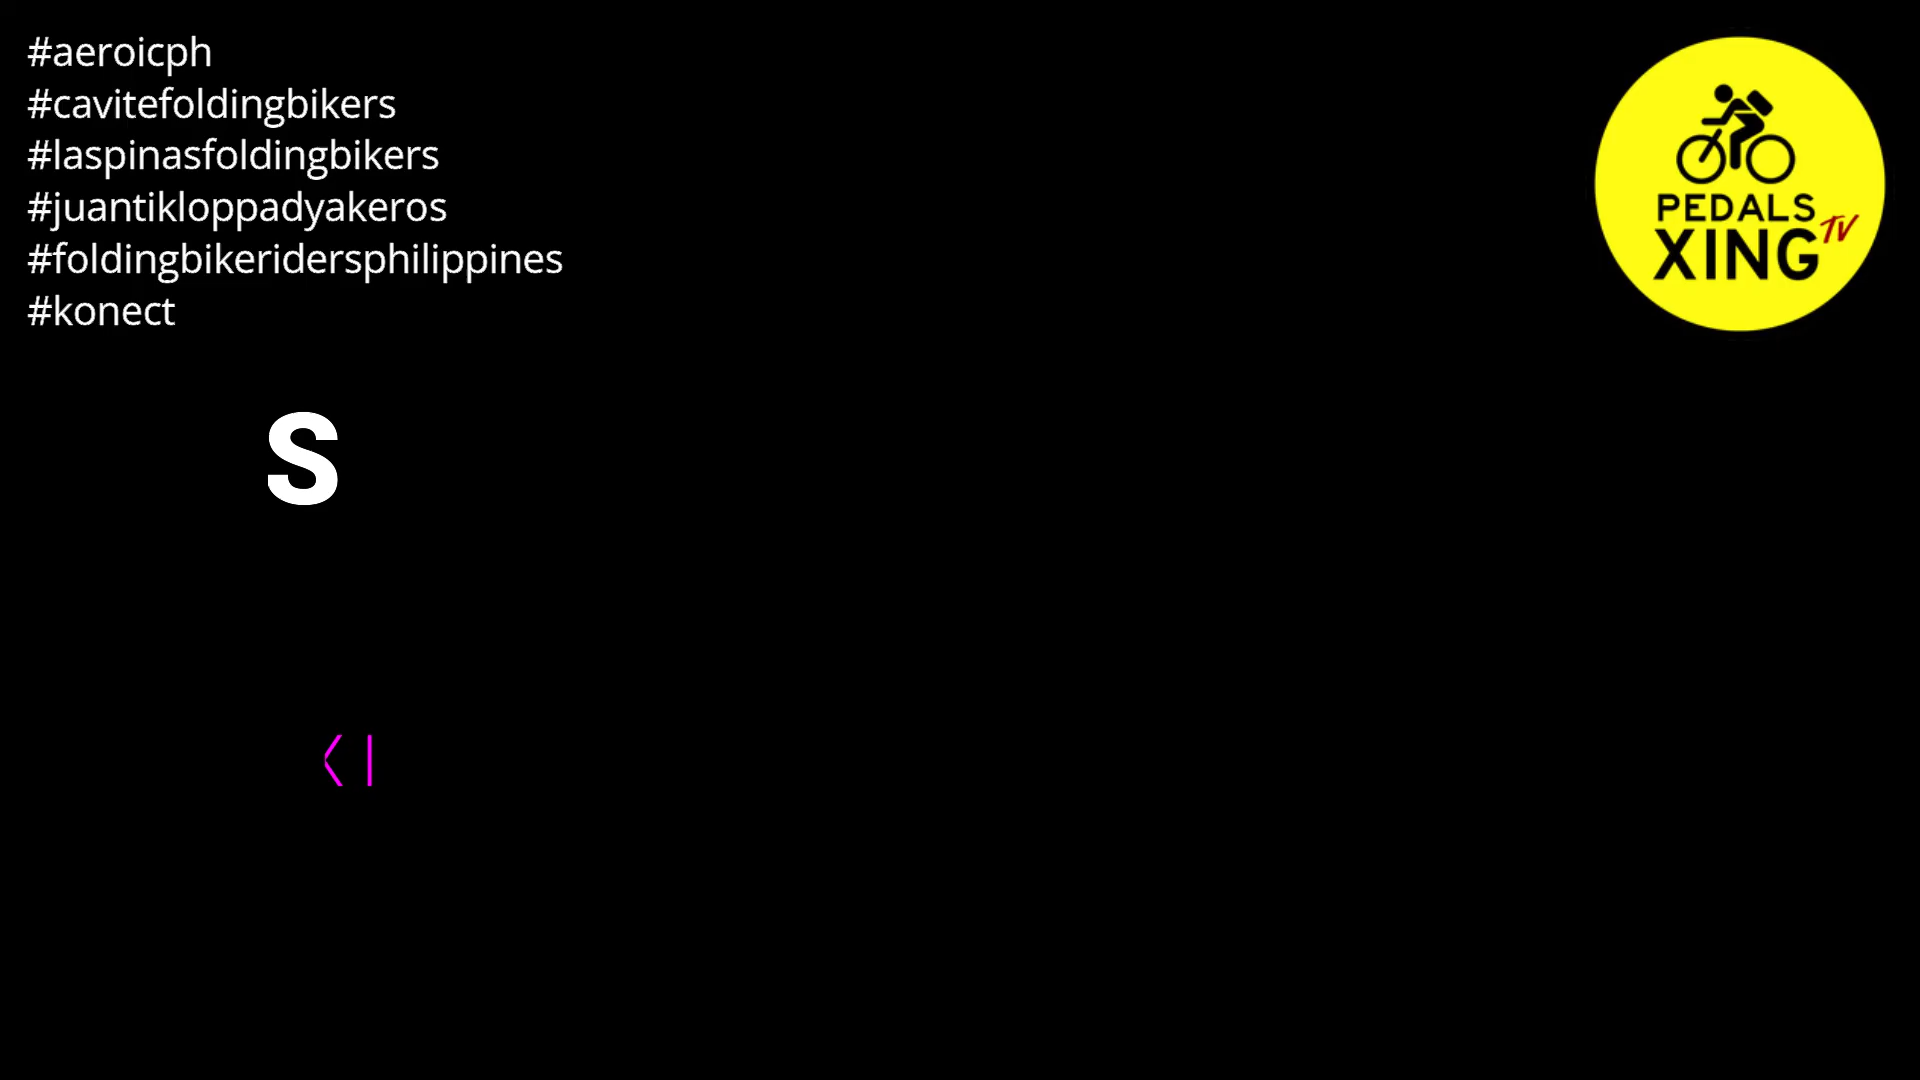 #aeroicph
#cavitefoldingbikers
#laspinasfoldingbikers
#juantikloppadyakeros
#foldingbikeridersphilippines
#konect
PEDALS
XING TV
S